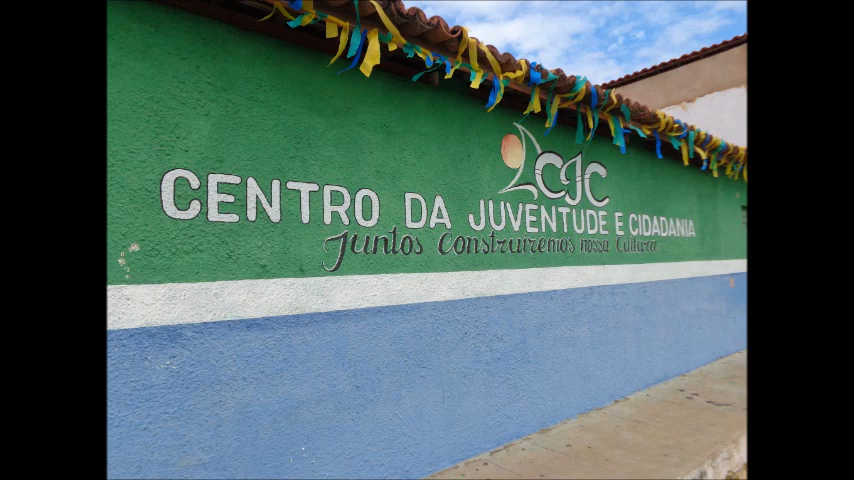 CJC
CENTRO DA JUVENTUDE E CIDADANIA
Juntos Construiremos nossa Cultura